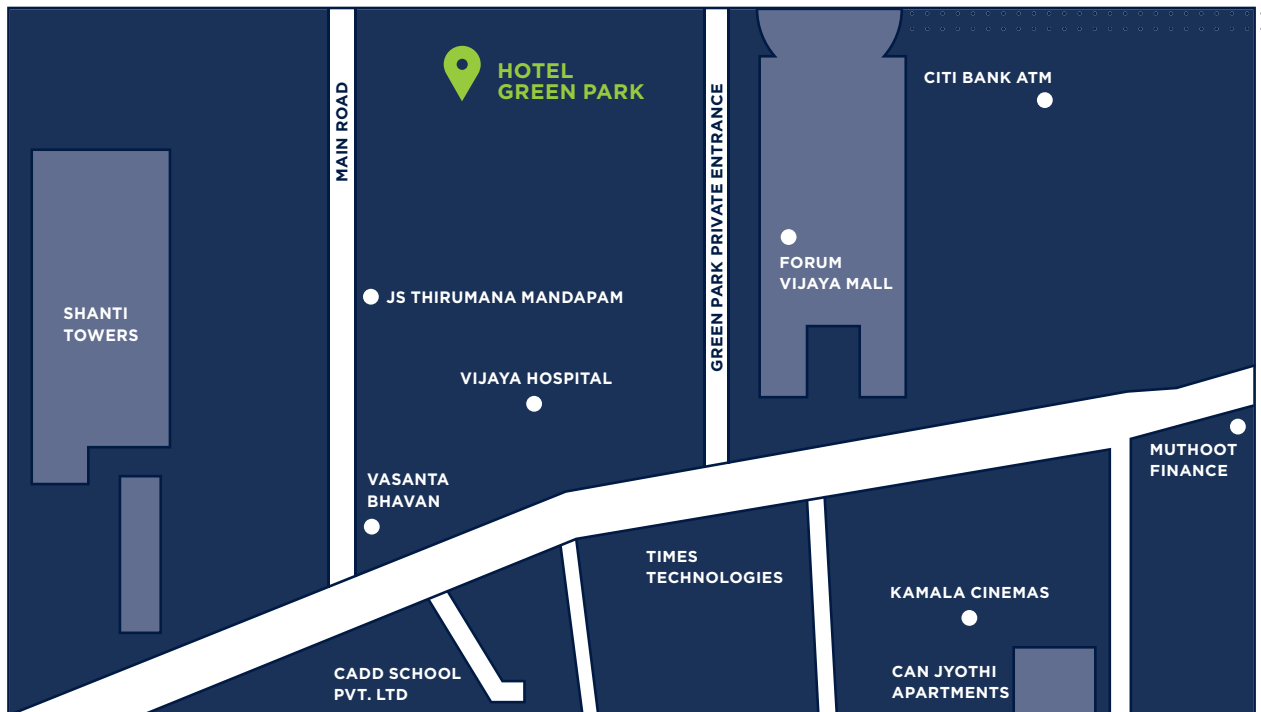 HOTEL
GREEN PARK
CITI BANK ATM
MAIN ROAD
GREEN PARK PRIVATE ENTRANCE
FORUM
VIJAYA MALL
JS THIRUMANA MANDAPAM
SHANTI
TOWERS
VIJAYA HOSPITAL
MUTHOOT
FINANCE
VASANTA
BHAVAN
TIMES
TECHNOLOGIES
KAMALA CINEMAS
CADD SCHOOL
PVT. LTD
CAN JYOTHI
APARTMENTS